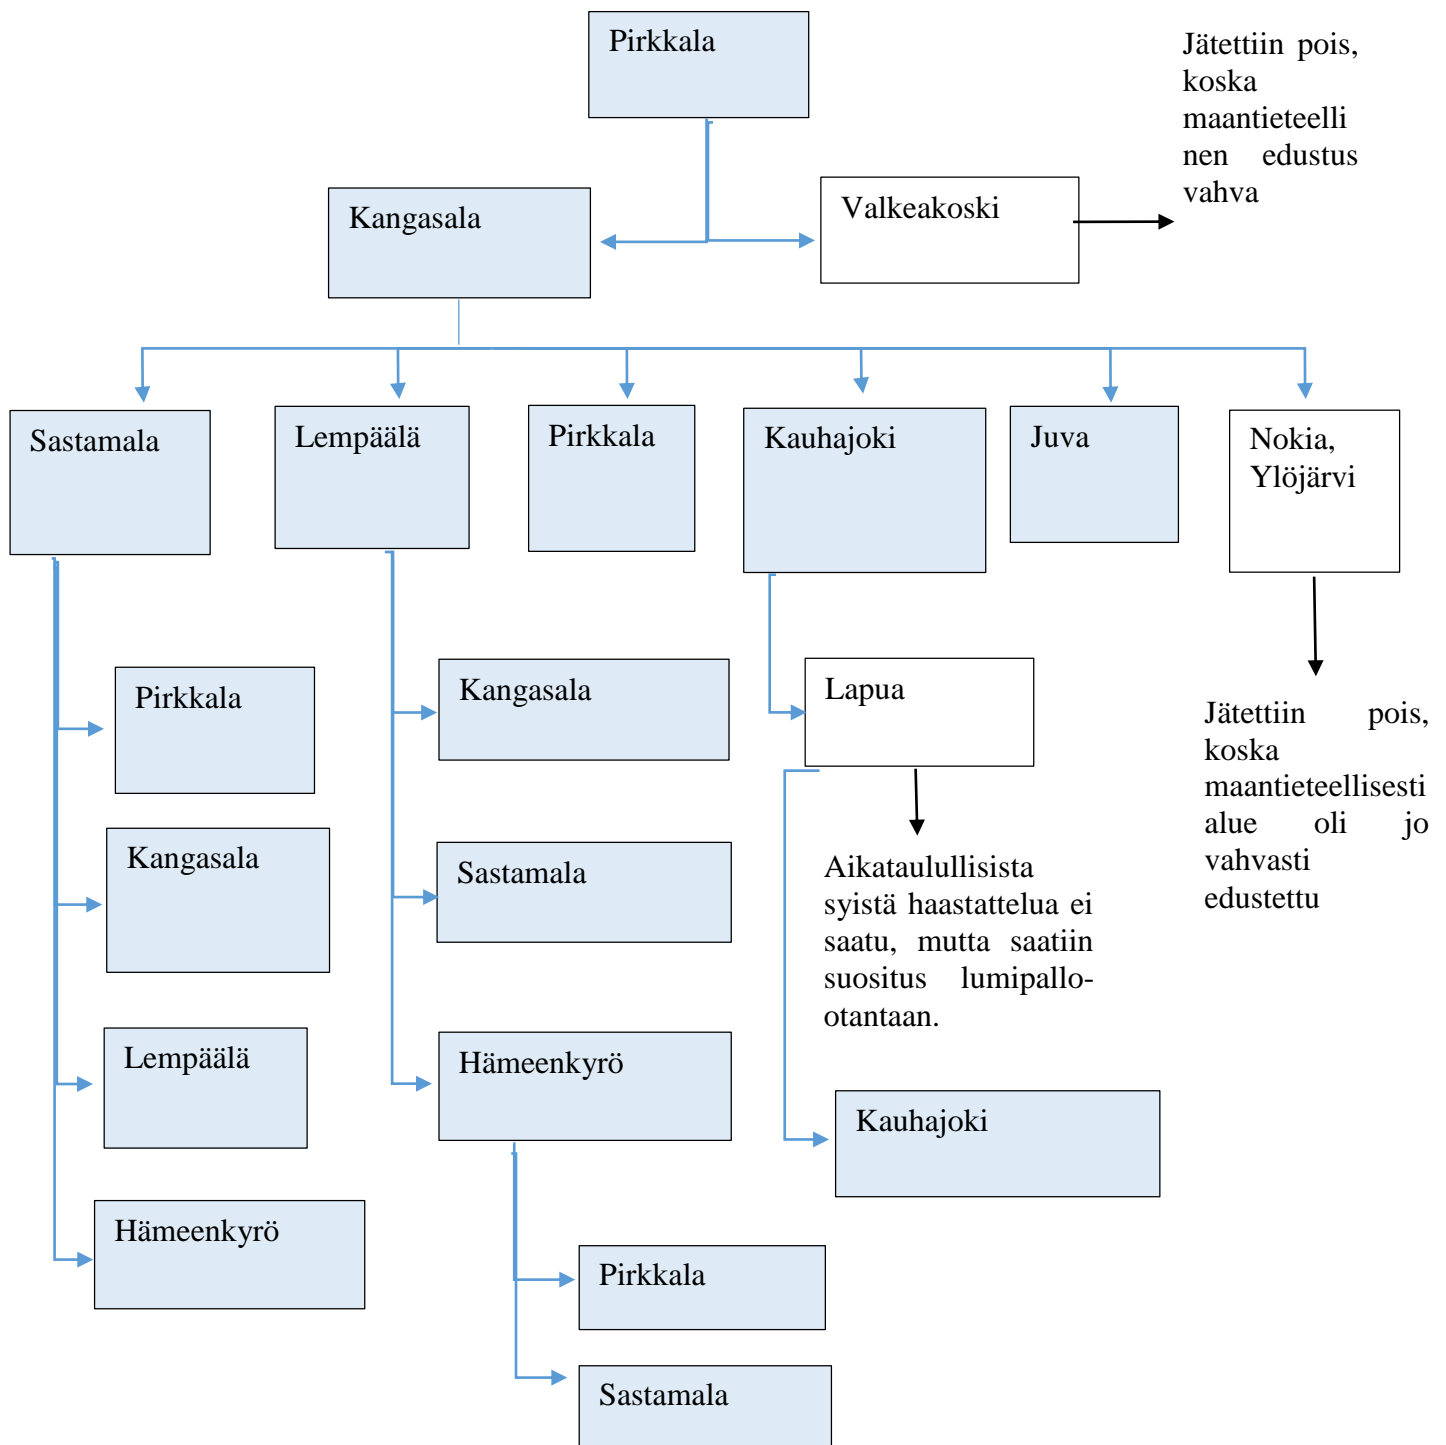 Pirkkala
Jätettiin pois,
koska
maantieteelli
nen edustus
vahva
Kangasala
Valkeakoski
Sastamala
Lempäälä
Pirkkala
Kauhajoki
Juva
Nokia,
Ylöjärvi
Pirkkala
Kangasala
Lapua
Jätettiin pois,
koska
maantieteellisesti
alue oli jo
vahvasti
edustettu
Kangasala
Sastamala
Aikataulullisista
syistä haastattelua ei
saatu, mutta saatiin
suositus lumipallo-
otantaan.
Lempäälä
Hämeenkyrö
Kauhajoki
Hämeenkyrö
Pirkkala
Sastamala